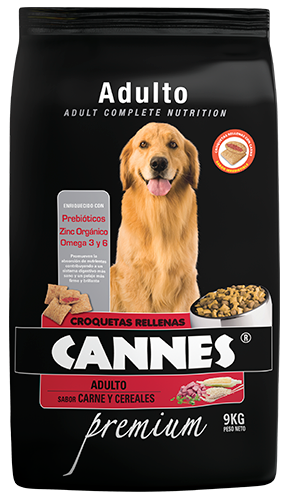 Adulto
ADULT COMPLETE NUTRITION
ENRIQUECIDO CON
Prebióticos
Zinc Orgánico
Omega 3 y 6
CROQUETAS RELLENAS
CANNES®
ADULTO
SABOR CARNE Y CEREALES
premium
9KG
PESO NETO